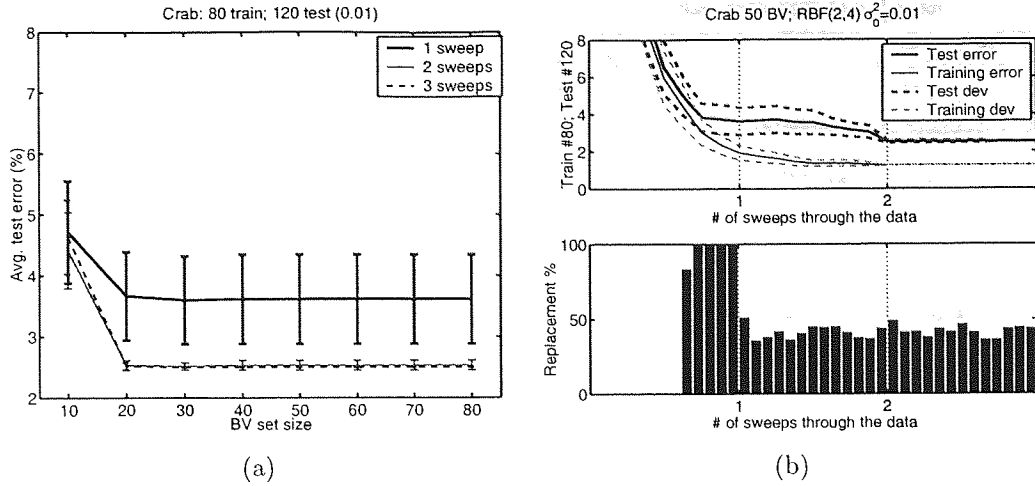 Crab: 80 train; 120 test (0.01)
8
7
6
5
4
3
2
Avg. test error (%)
1 sweep
2 sweeps
3 sweeps
10 20 30 40 50 60 70 80
BV set size
(a)
Crab 50 BV; RBF(2,4) σ₀²=0.01
Train #80; Test #120
8
6
4
2
0
Test error
Training error
Test dev
Training dev
1 2
# of sweeps through the data
Replacement %
100
50
0
1 2
# of sweeps through the data
(b)